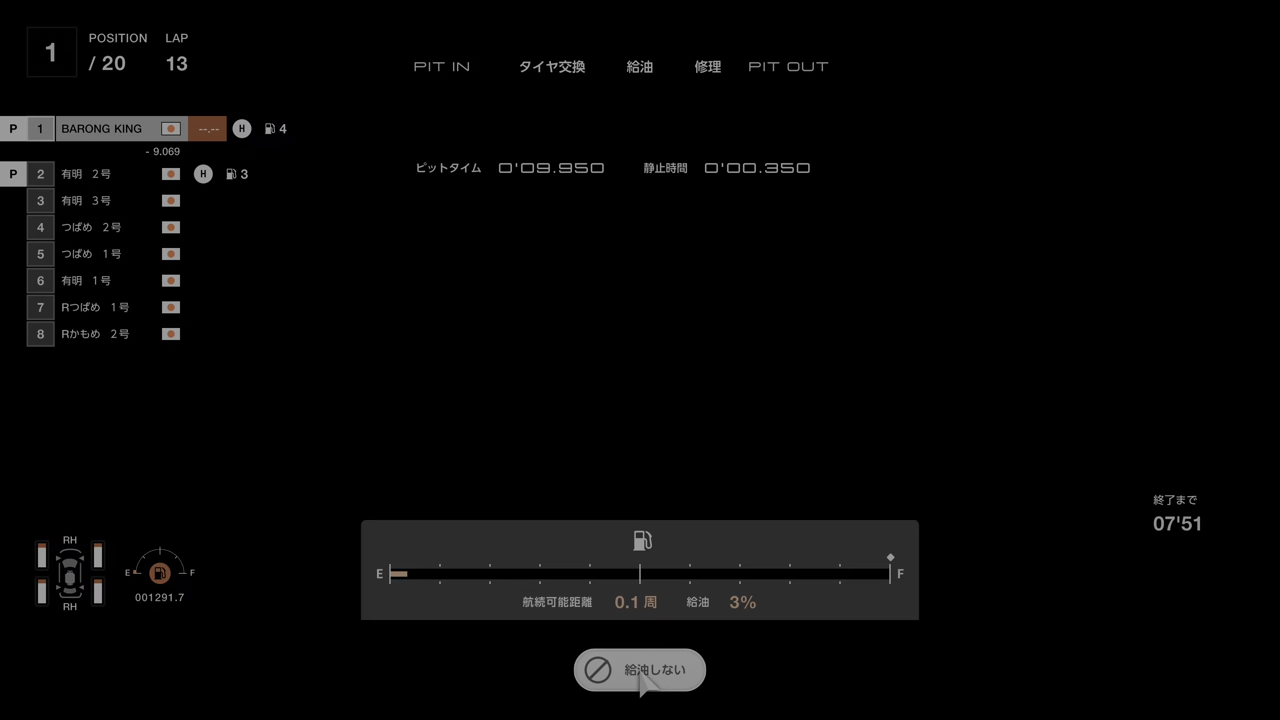 1
POSITION LAP
/ 20 13
PIT IN タイヤ交換 給油 修理 PIT OUT
P 1 BARONG KING --.-- H 4
- 9.069
P 2 有明 2号 H 3
3 有明 3号
4 つばめ 2号
5 つばめ 1号
6 有明 1号
7 Rつばめ 1号
8 Rかもめ 2号
ピットタイム 0'09.950 静止時間 0'00.350
終了まで
07'51
RH
RH
E F
001291.7
E F
航続可能距離 0.1 周 給油 3%
給油しない